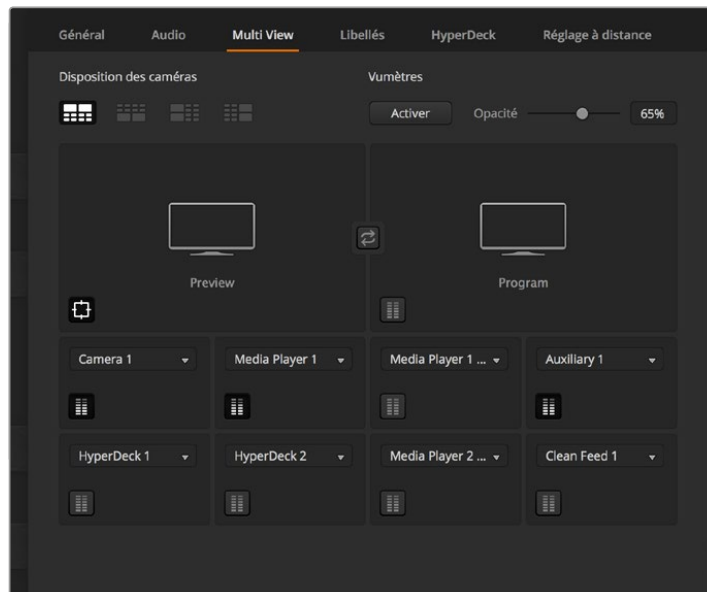 Général Audio Multi View Libellés HyperDeck Réglage à distance
Disposition des caméras Vumètres
Activer Opacité 65%
Preview Program
Camera 1 Media Player 1 Media Player 1 ... Auxiliary 1
HyperDeck 1 HyperDeck 2 Media Player 2 ... Clean Feed 1